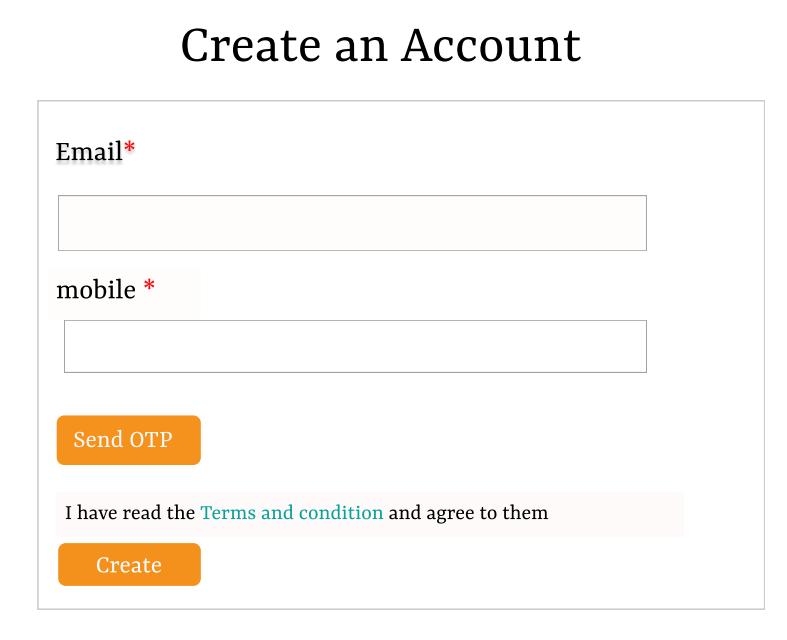 Create an Account
Email*
mobile *
Send OTP
I have read the Terms and condition and agree to them
Create